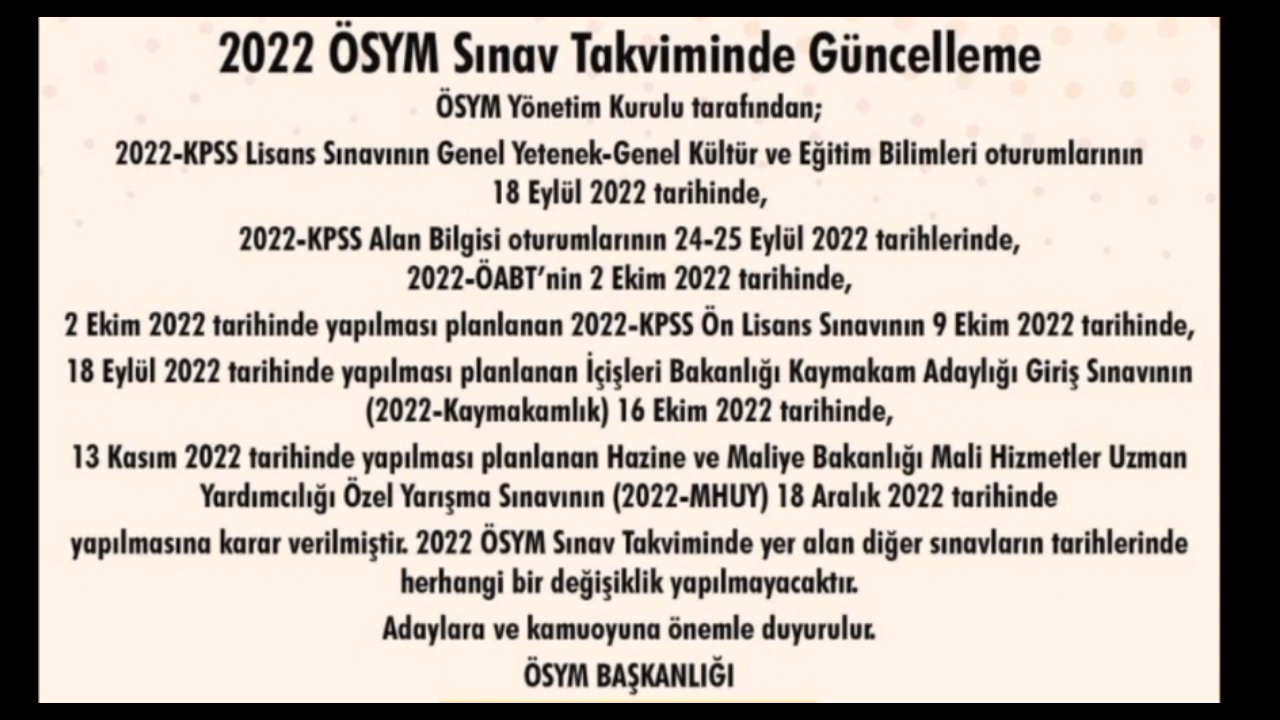 2022 ÖSYM Sınav Takviminde Güncelleme
ÖSYM Yönetim Kurulu tarafından;
2022-KPSS Lisans Sınavının Genel Yetenek-Genel Kültür ve Eğitim Bilimleri oturumlarının
18 Eylül 2022 tarihinde,
2022-KPSS Alan Bilgisi oturumlarının 24-25 Eylül 2022 tarihlerinde,
2022-ÖABT'nin 2 Ekim 2022 tarihinde,
2 Ekim 2022 tarihinde yapılması planlanan 2022-KPSS Ön Lisans Sınavının 9 Ekim 2022 tarihinde,
18 Eylül 2022 tarihinde yapılması planlanan İçişleri Bakanlığı Kaymakam Adaylığı Giriş Sınavının
(2022-Kaymakamlık) 16 Ekim 2022 tarihinde,
13 Kasım 2022 tarihinde yapılması planlanan Hazine ve Maliye Bakanlığı Mali Hizmetler Uzman
Yardımcılığı Özel Yarışma Sınavının (2022-MHUY) 18 Aralık 2022 tarihinde
yapılmasına karar verilmiştir. 2022 ÖSYM Sınav Takviminde yer alan diğer sınavların tarihlerinde
herhangi bir değişiklik yapılmayacaktır.
Adaylara ve kamuoyuna önemle duyurulur.
ÖSYM BAŞKANLIĞI